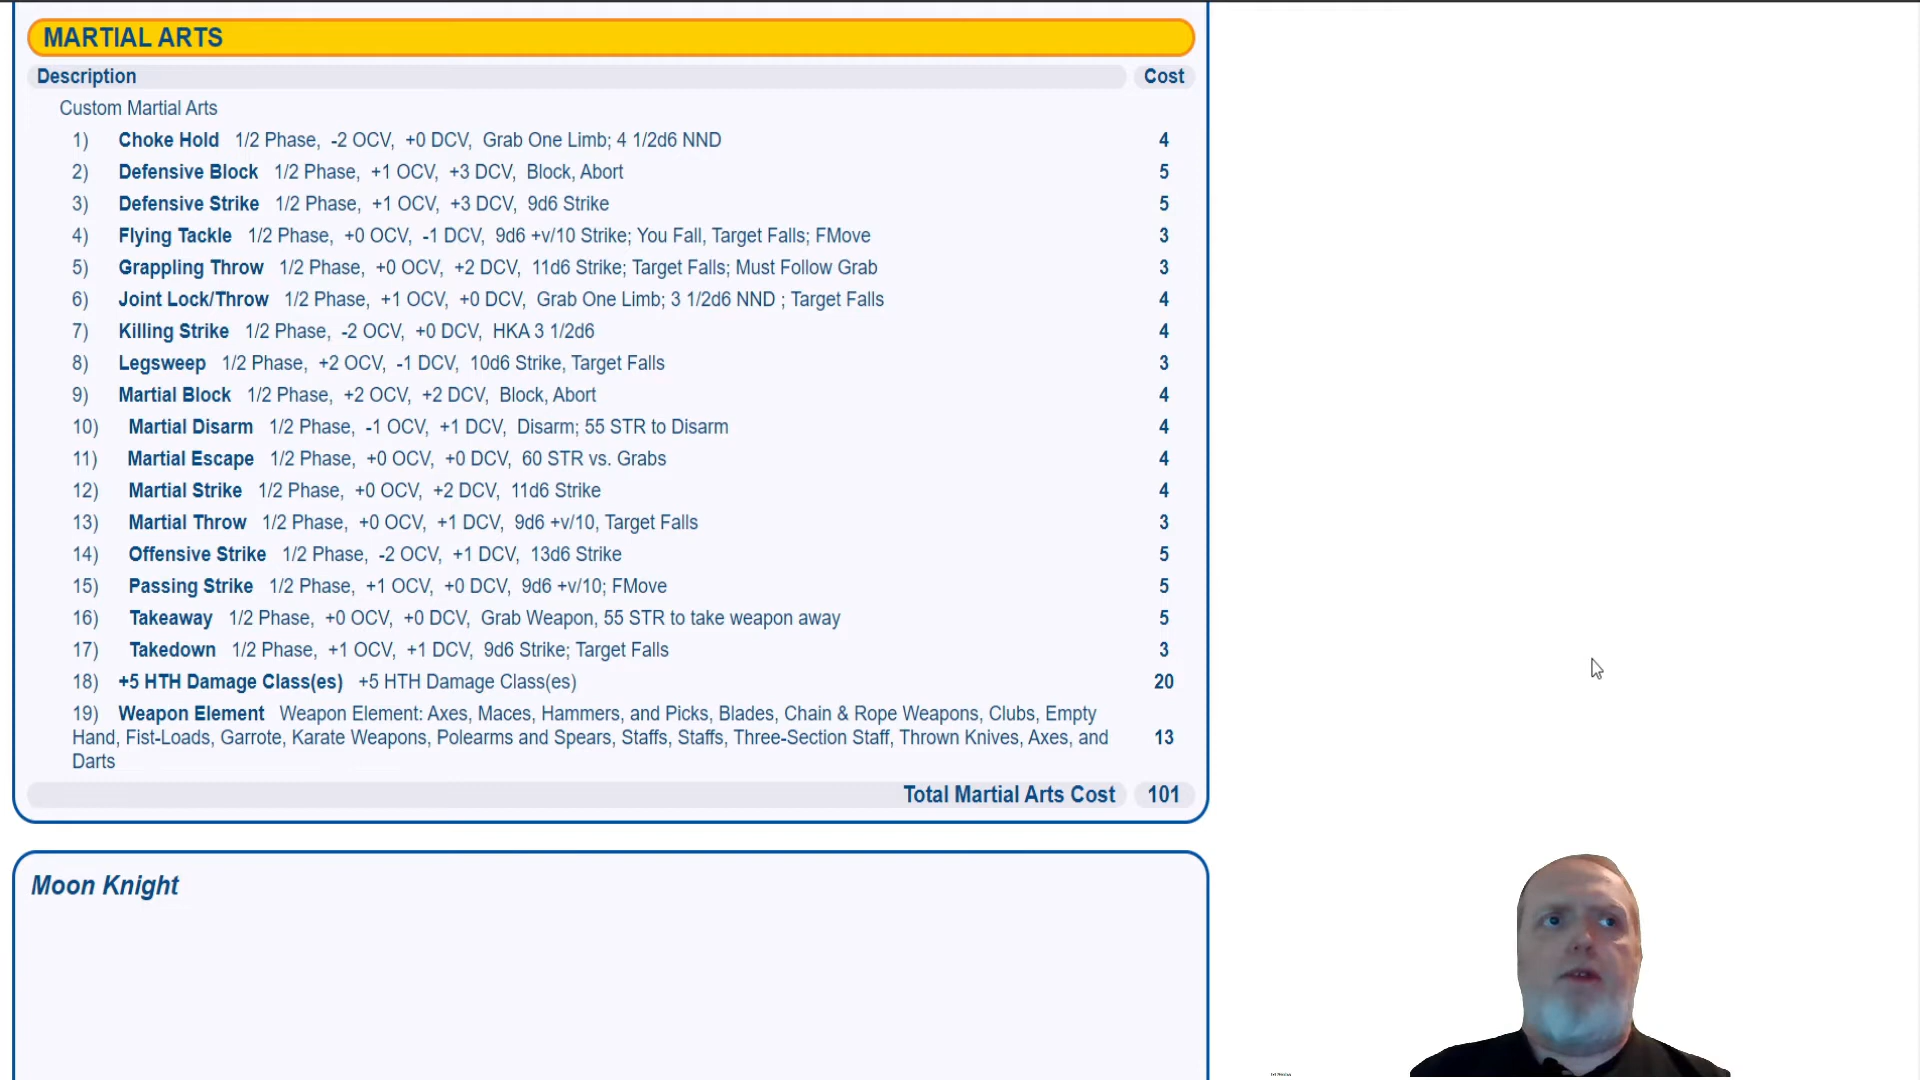 MARTIAL ARTS
Description Cost
Custom Martial Arts
1) Choke Hold 1/2 Phase, -2 OCV, +0 DCV, Grab One Limb; 4 1/2d6 NND 4
2) Defensive Block 1/2 Phase, +1 OCV, +3 DCV, Block, Abort 5
3) Defensive Strike 1/2 Phase, +1 OCV, +3 DCV, 9d6 Strike 5
4) Flying Tackle 1/2 Phase, +0 OCV, -1 DCV, 9d6 +v/10 Strike; You Fall, Target Falls; FMove 3
5) Grappling Throw 1/2 Phase, +0 OCV, +2 DCV, 11d6 Strike; Target Falls; Must Follow Grab 3
6) Joint Lock/Throw 1/2 Phase, +1 OCV, +0 DCV, Grab One Limb; 3 1/2d6 NND ; Target Falls 4
7) Killing Strike 1/2 Phase, -2 OCV, +0 DCV, HKA 3 1/2d6 4
8) Legsweep 1/2 Phase, +2 OCV, -1 DCV, 10d6 Strike, Target Falls 3
9) Martial Block 1/2 Phase, +2 OCV, +2 DCV, Block, Abort 4
10) Martial Disarm 1/2 Phase, -1 OCV, +1 DCV, Disarm; 55 STR to Disarm 4
11) Martial Escape 1/2 Phase, +0 OCV, +0 DCV, 60 STR vs. Grabs 4
12) Martial Strike 1/2 Phase, +0 OCV, +2 DCV, 11d6 Strike 4
13) Martial Throw 1/2 Phase, +0 OCV, +1 DCV, 9d6 +v/10, Target Falls 3
14) Offensive Strike 1/2 Phase, -2 OCV, +1 DCV, 13d6 Strike 5
15) Passing Strike 1/2 Phase, +1 OCV, +0 DCV, 9d6 +v/10; FMove 5
16) Takeaway 1/2 Phase, +0 OCV, +0 DCV, Grab Weapon, 55 STR to take weapon away 5
17) Takedown 1/2 Phase, +1 OCV, +1 DCV, 9d6 Strike; Target Falls 3
18) +5 HTH Damage Class(es) +5 HTH Damage Class(es) 20
19) Weapon Element Weapon Element: Axes, Maces, Hammers, and Picks, Blades, Chain & Rope Weapons, Clubs, Empty
Hand, Fist-Loads, Garrote, Karate Weapons, Polearms and Spears, Staffs, Staffs, Three-Section Staff, Thrown Knives, Axes, and 13
Darts
Total Martial Arts Cost 101
Moon Knight